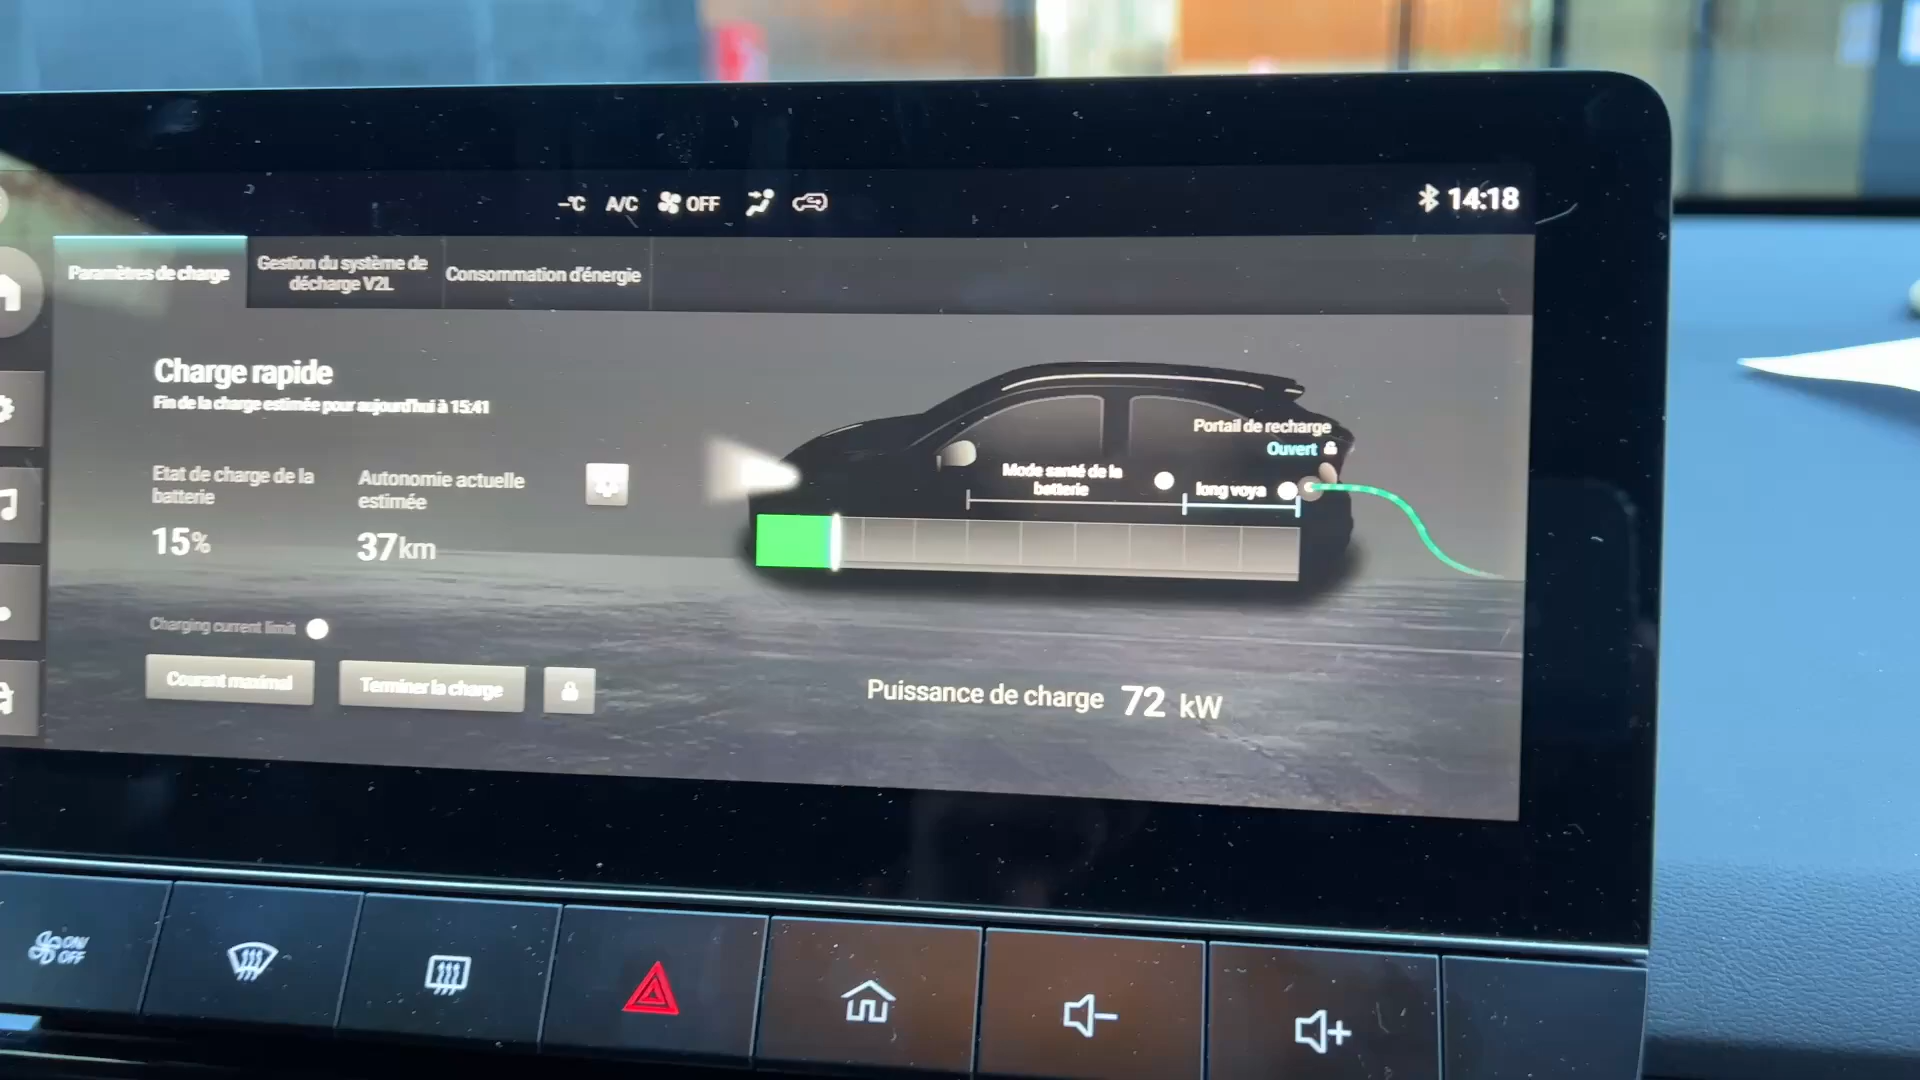 -°C A/C OFF 14:18
Paramètres de charge
Gestion du système de
décharge V2L
Consommation d'énergie
Charge rapide
Fin de la charge estimée pour aujourd'hui à 15:41
Etat de charge de la
batterie
15%
Autonomie actuelle
estimée
37km
Portail de recharge
Ouvert
Mode santé de la
batterie
long voya
Charging current limit
Courant maximal
Terminer la charge
Puissance de charge 72 kW
ON/
OFF